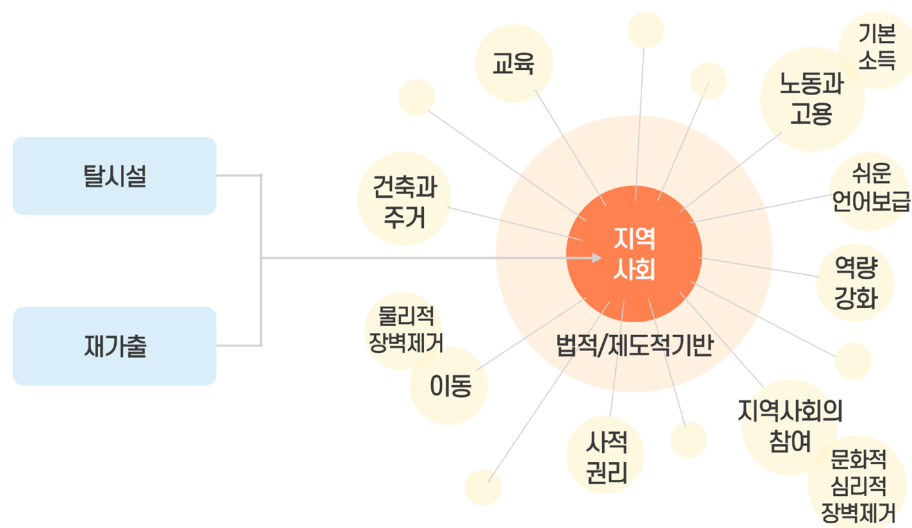 탈시설
재가출
지역
사회
법적/제도적기반
교육
기본
소득
노동과
고용
건축과
주거
쉬운
언어보급
역량
강화
물리적
장벽제거
이동
사적
권리
지역사회의
참여
문화적
심리적
장벽제거